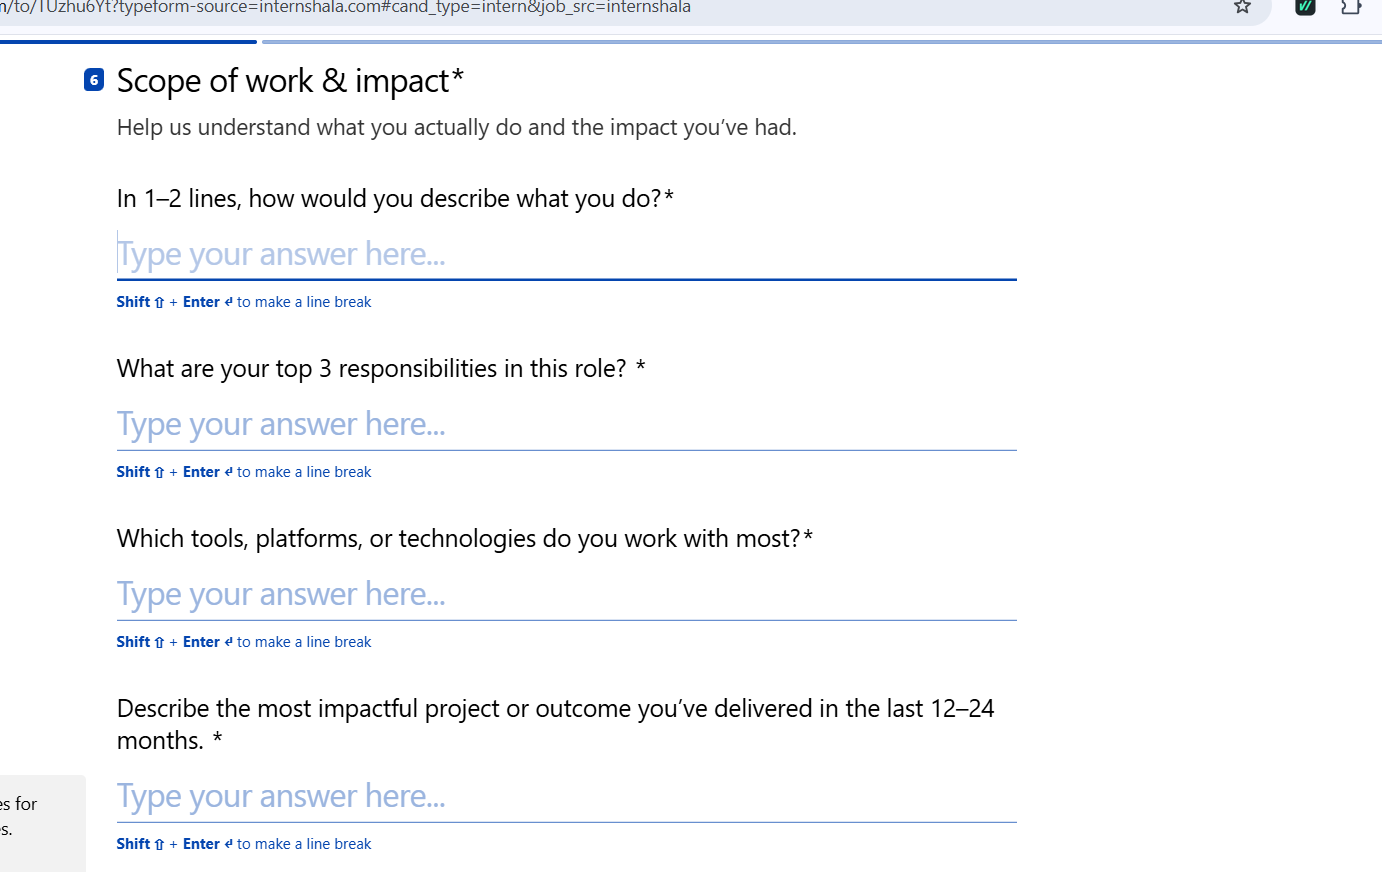 /to/TUzhu6Yt?typeform-source=internshala.com#cand_type=intern&job_src=internshala
6 Scope of work & impact*
Help us understand what you actually do and the impact you’ve had.
In 1–2 lines, how would you describe what you do?*
Type your answer here...
Shift ⇧ + Enter ↵ to make a line break
What are your top 3 responsibilities in this role? *
Type your answer here...
Shift ⇧ + Enter ↵ to make a line break
Which tools, platforms, or technologies do you work with most?*
Type your answer here...
Shift ⇧ + Enter ↵ to make a line break
Describe the most impactful project or outcome you’ve delivered in the last 12–24
months. *
Type your answer here...
es for
s.
Shift ⇧ + Enter ↵ to make a line break